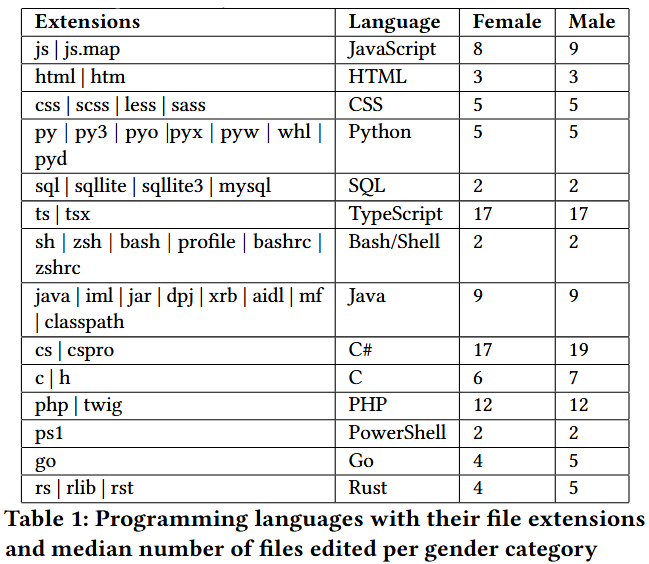 Extensions Language Female Male
js | js.map JavaScript 8 9
html | htm HTML 3 3
css | scss | less | sass CSS 5 5
py | py3 | pyo |pyx | pyw | whl | Python 5 5
pyd
sql | sqllite | sqllite3 | mysql SQL 2 2
ts | tsx TypeScript 17 17
sh | zsh | bash | profile | bashrc | Bash/Shell 2 2
zshrc
java | iml | jar | dpj | xrb | aidl | mf Java 9 9
| classpath
cs | cspro C# 17 19
c | h C 6 7
php | twig PHP 12 12
ps1 PowerShell 2 2
go Go 4 5
rs | rlib | rst Rust 4 5
Table 1: Programming languages with their file extensions
and median number of files edited per gender category